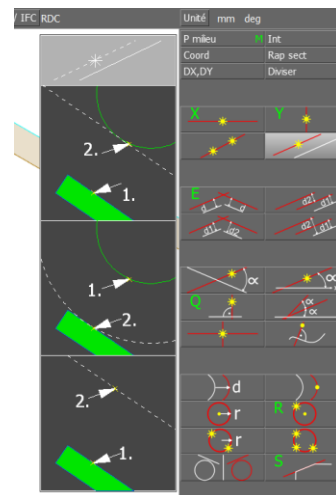 / IFC RDC
Unité mm deg
P milieu M Int
Coord Rap sect
DX,DY Diviser
X Y
2.
1.
E d d d2 d1
d1 d2 d2 d1
1.
2.
α α
Q α α
2.
1.
d
r R
r
S